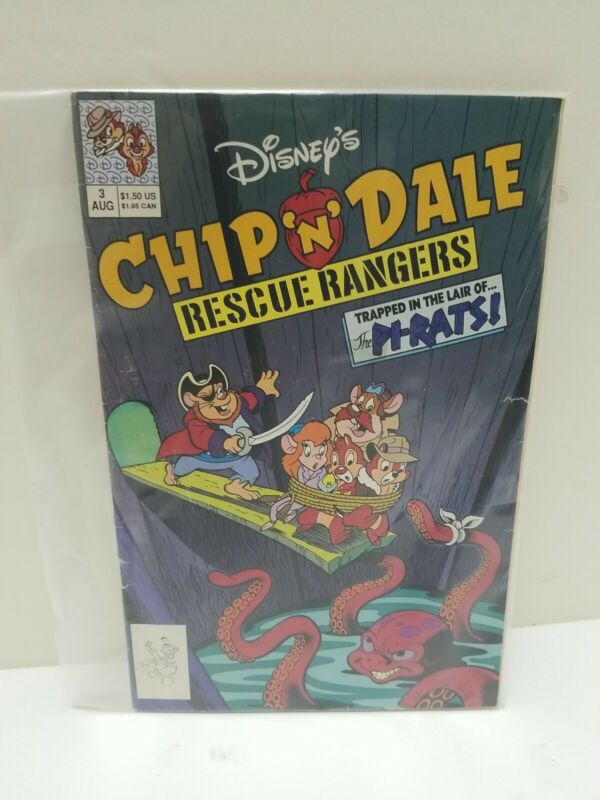 DISNEY'S
3
AUG
$1.50 US
$1.95 CAN
CHIP 'N' DALE
RESCUE RANGERS
TRAPPED IN THE LAIR OF...
The PI-RATS!